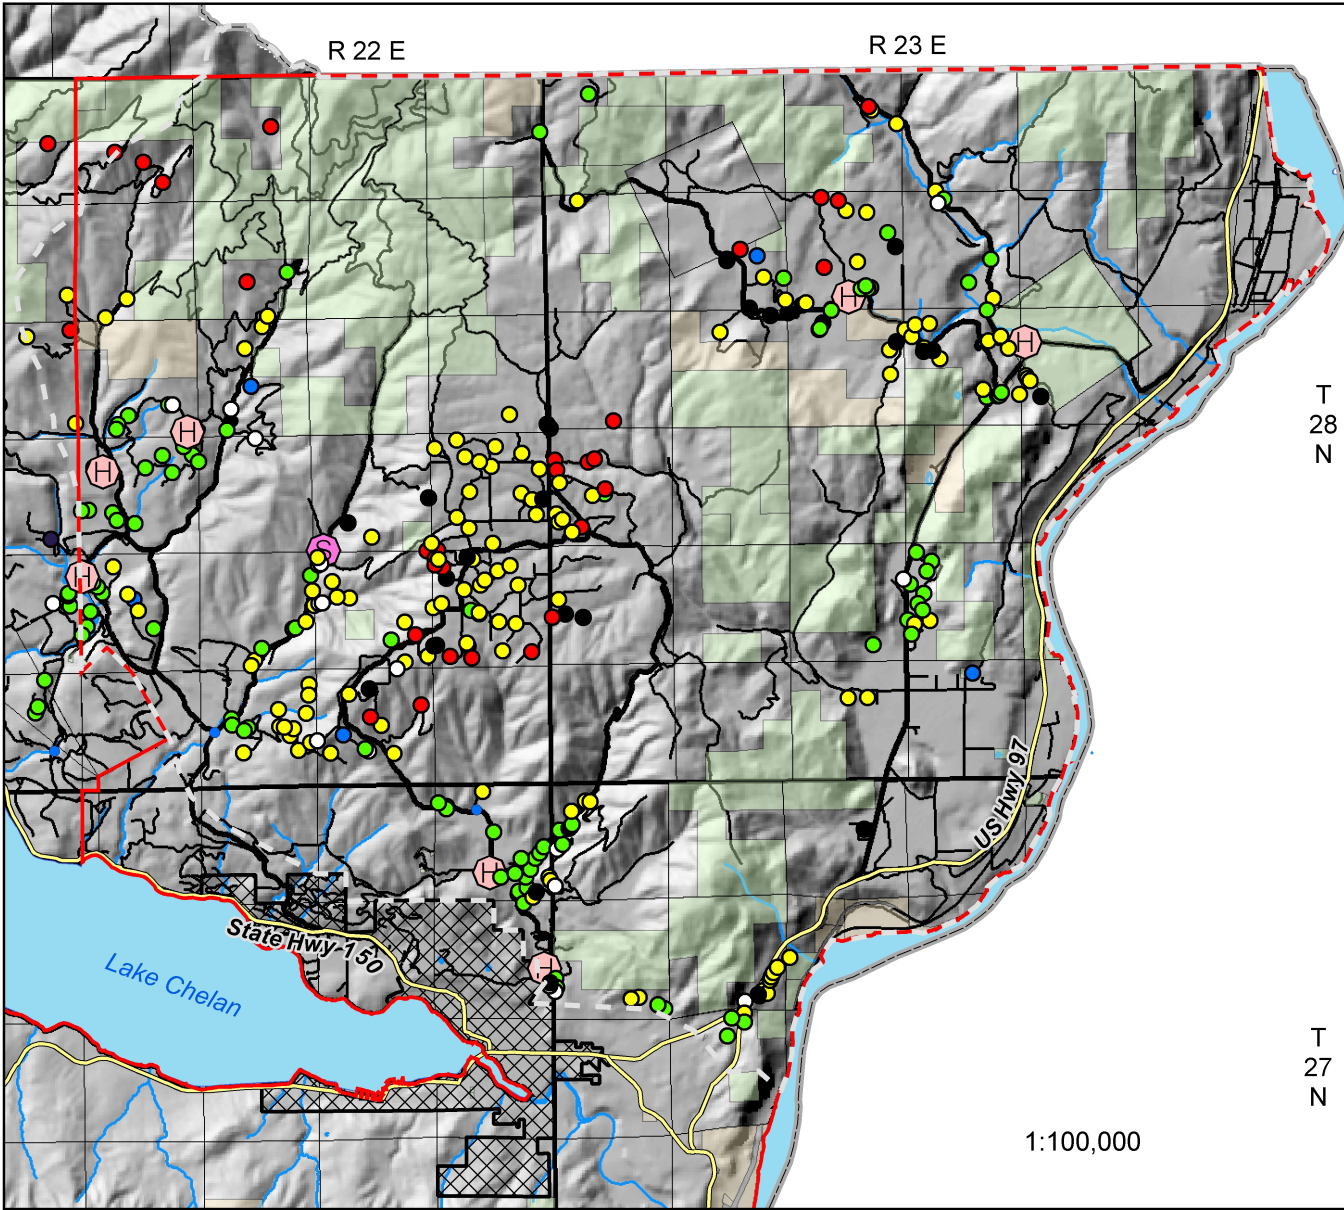 R 22 E
R 23 E
H
H
T
28
N
H
H
S
H
US Hwy 97
H
State Hwy 150
H
Lake Chelan
T
27
N
1:100,000